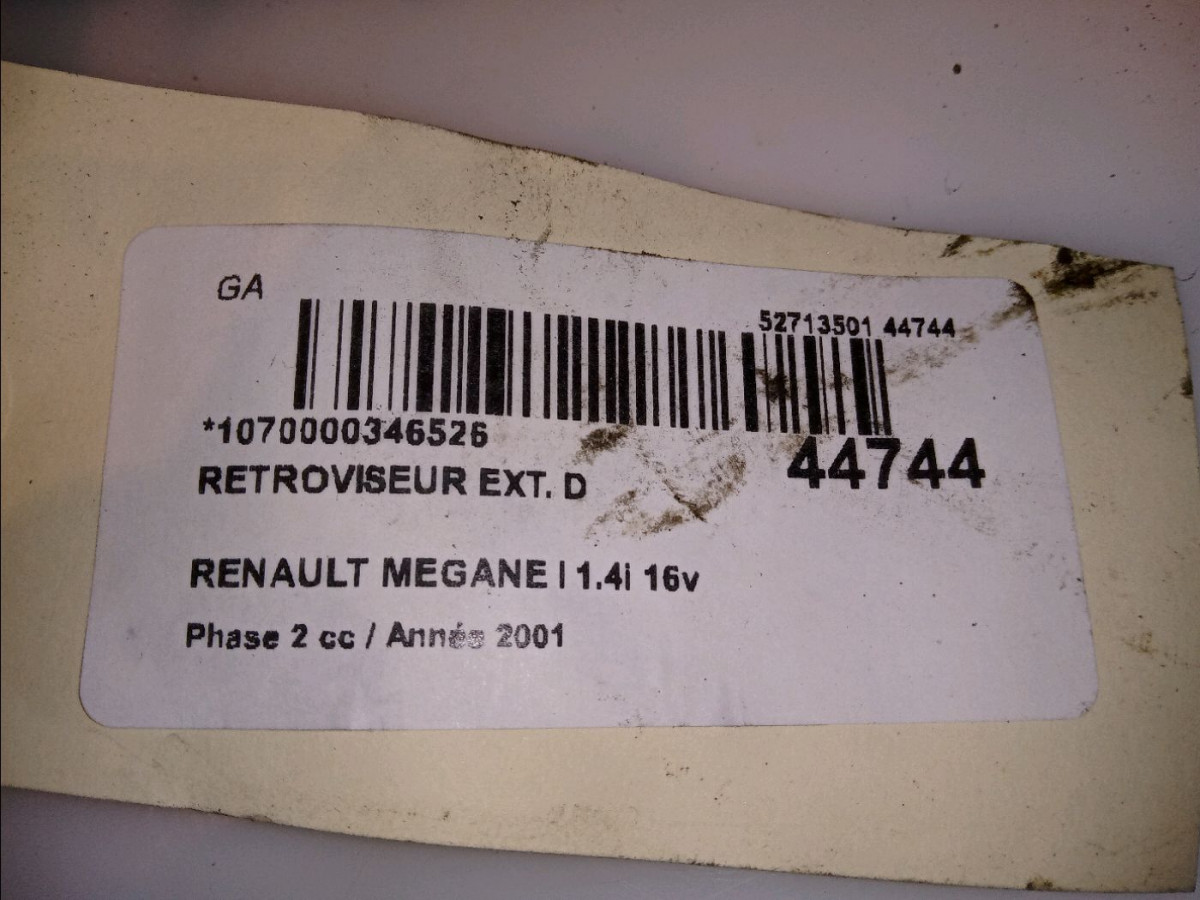 GA
52713501 44744
*1070000346526
44744
RETROVISEUR EXT. D
RENAULT MEGANE I 1.4i 16v
Phase 2 cc / Année 2001